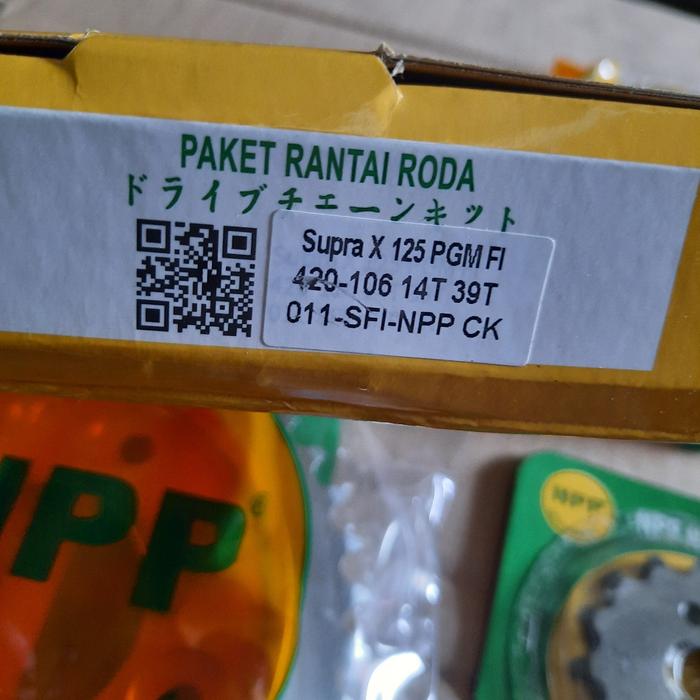 PAKET RANTAI RODA
ドライブチェーンキット
Supra X 125 PGM FI
420-106 14T 39T
011-SFI-NPP CK
NPP
NPP